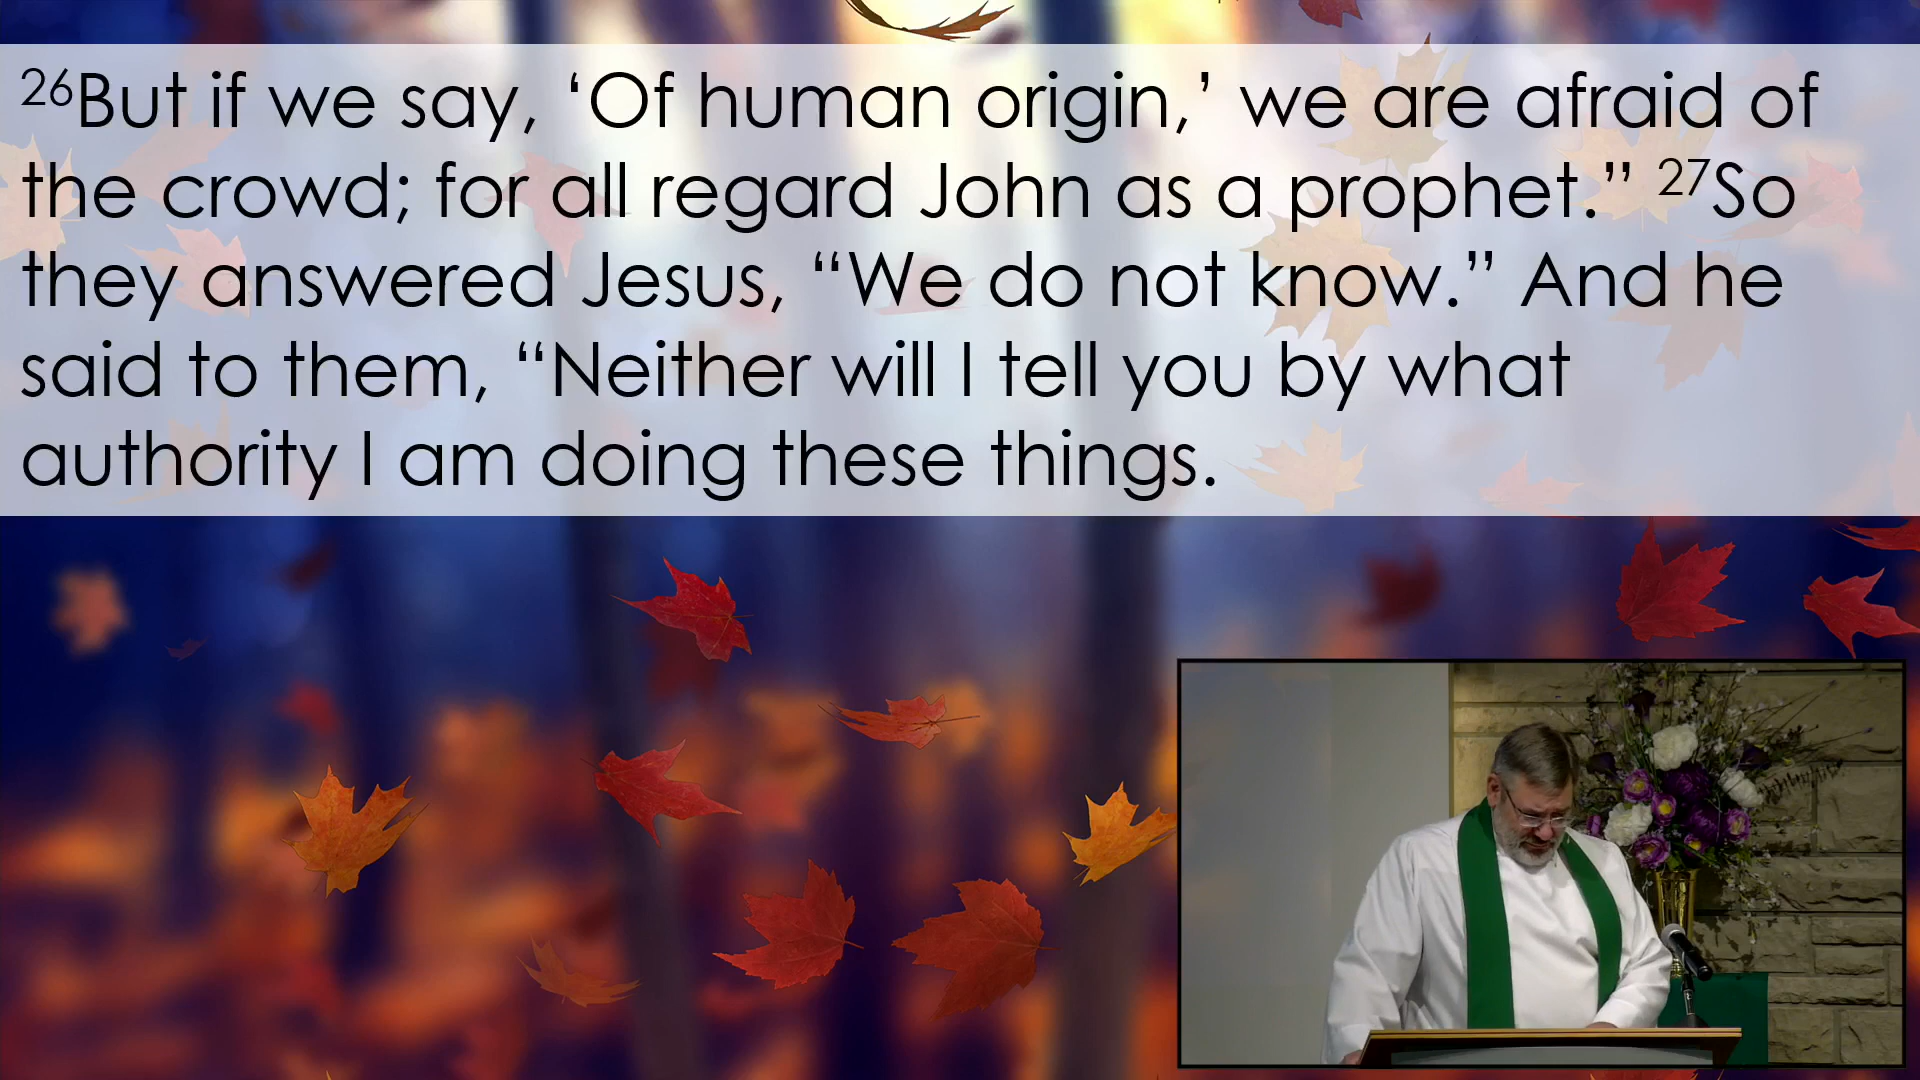 26But if we say, ‘Of human origin,’ we are afraid of
the crowd; for all regard John as a prophet.” 27So
they answered Jesus, “We do not know.” And he
said to them, “Neither will I tell you by what
authority I am doing these things.